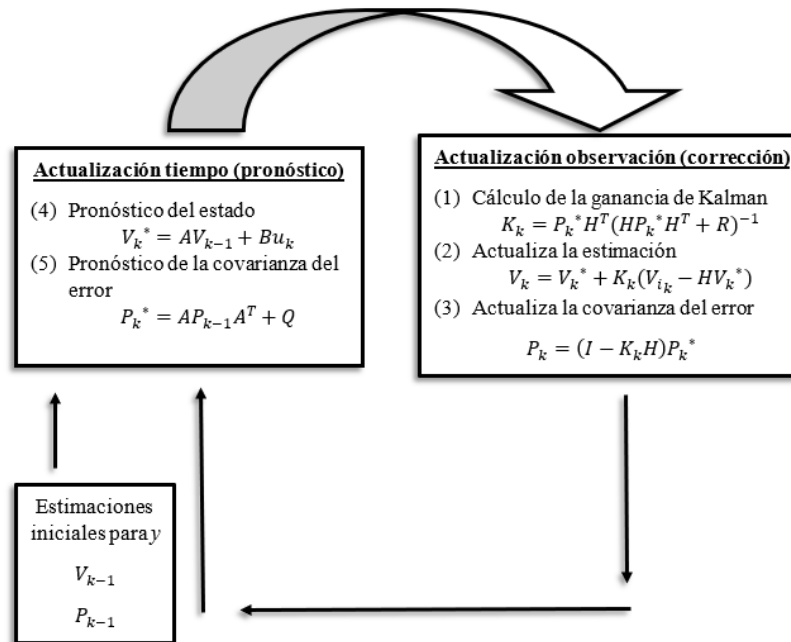 Actualización tiempo (pronóstico)
(4) Pronóstico del estado
V_k^* = AV_{k-1} + Bu_k
(5) Pronóstico de la covarianza del
error
P_k^* = AP_{k-1}A^T + Q
Actualización observación (corrección)
(1) Cálculo de la ganancia de Kalman
K_k = P_k^*H^T(HP_k^*H^T + R)^{-1}
(2) Actualiza la estimación
V_k = V_k^* + K_k(V_{i_k} − HV_k^*)
(3) Actualiza la covarianza del error
P_k = (I − K_kH)P_k^*
Estimaciones
iniciales para y
V_{k-1}
P_{k-1}